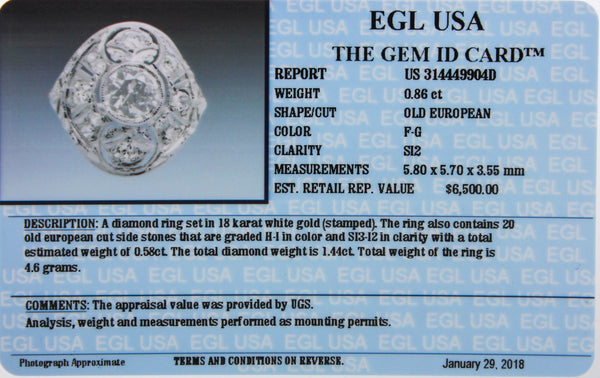 EGL USA
THE GEM ID CARD™
REPORT US 314449904D
WEIGHT 0.86 ct
SHAPE/CUT OLD EUROPEAN
COLOR F-G
CLARITY SI2
MEASUREMENTS 5.80 x 5.70 x 3.55 mm
EST. RETAIL REP. VALUE $6,500.00
DESCRIPTION: A diamond ring set in 18 karat white gold (stamped). The ring also contains 20
old european cut side stones that are graded H-I in color and SI3-I2 in clarity with a total
estimated weight of 0.58ct. The total diamond weight is 1.44ct. Total weight of the ring is
4.6 grams.
COMMENTS: The appraisal value was provided by UGS.
Analysis, weight and measurements performed as mounting permits.
Photograph Approximate TERMS AND CONDITIONS ON REVERSE. January 29, 2018